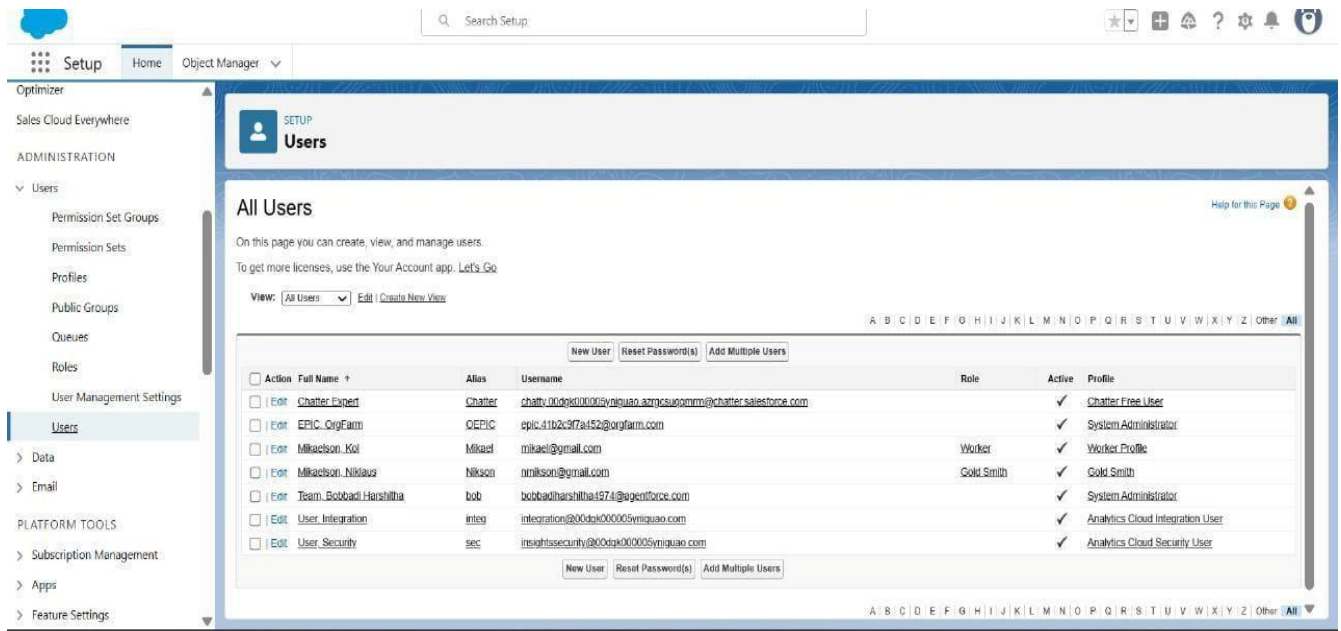 Search Setup
Setup Home Object Manager
Optimizer
Sales Cloud Everywhere
ADMINISTRATION
Users
Permission Set Groups
Permission Sets
Profiles
Public Groups
Queues
Roles
User Management Settings
Users
Data
Email
PLATFORM TOOLS
Subscription Management
Apps
Feature Settings
SETUP
Users
All Users
Help for this Page ?
On this page you can create, view, and manage users.
To get more licenses, use the Your Account app. Let's Go
View: All Users Edit | Create New View
A | B | C | D | E | F | G | H | I | J | K | L | M | N | O | P | Q | R | S | T | U | V | W | X | Y | Z | Other All
New User Reset Password(s) Add Multiple Users
Action Full Name ↑ Alias Username Role Active Profile
| Edit Chatter Expert Chatter ✓ Chatter Free User
| Edit EPIC, OrgFarm OEPIC epic.41b2c9f7a452@orgfarm.com ✓ System Administrator
| Edit Mikaelson, Kol Mikael mikael@gmail.com Worker ✓ Worker Profile
| Edit Mikaelson, Niklaus Nikson nmikson@gmail.com Gold Smith ✓ Gold Smith
| Edit Team, Bobbadi Harshitha bob bobbadiharshitha4974@agentforce.com ✓ System Administrator
| Edit User, Integration integ ✓ Analytics Cloud Integration User
| Edit User, Security sec ✓ Analytics Cloud Security User
New User Reset Password(s) Add Multiple Users
A | B | C | D | E | F | G | H | I | J | K | L | M | N | O | P | Q | R | S | T | U | V | W | X | Y | Z | Other All